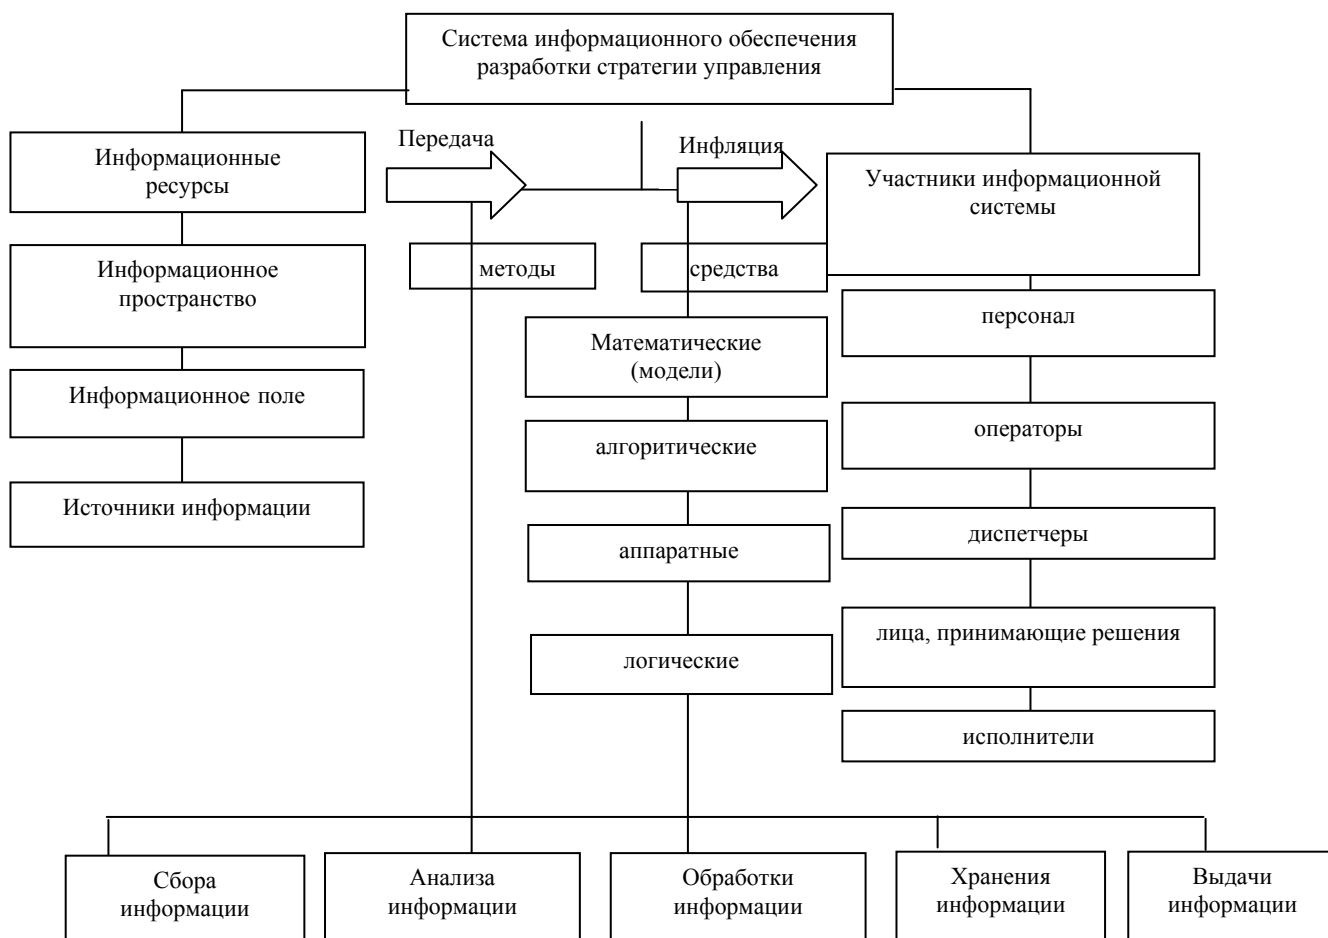 Система информационного обеспечения
разработки стратегии управления
Передача
Инфляция
Информационные
ресурсы
Участники информационной
системы
Информационное
пространство
методы
средства
персонал
Математические
(модели)
Информационное поле
операторы
алгоритические
Источники информации
диспетчеры
аппаратные
лица, принимающие решения
логические
исполнители
Сбора
информации
Анализа
информации
Обработки
информации
Хранения
информации
Выдачи
информации